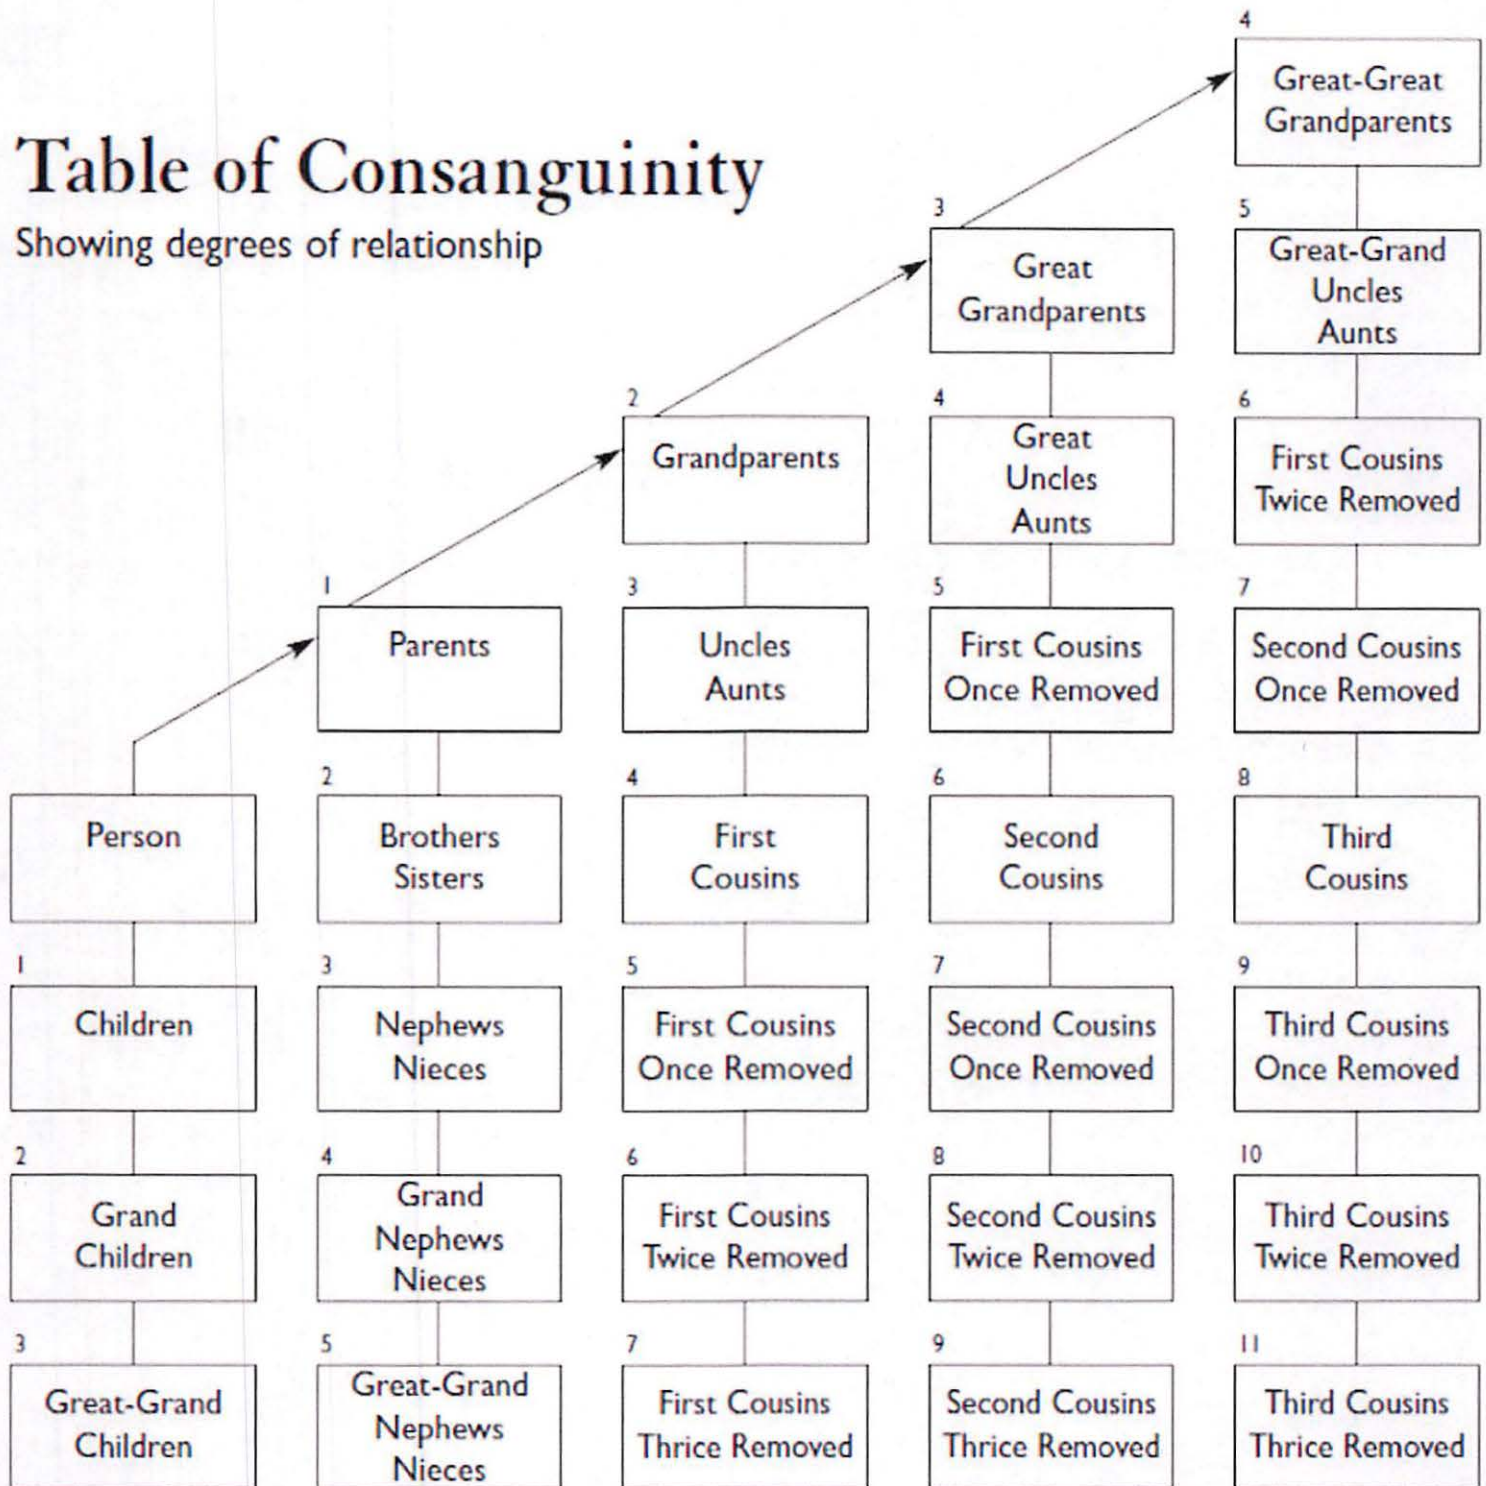 4
Great-Great
Grandparents
Table of Consanguinity
Showing degrees of relationship
3
Great
Grandparents
5
Great-Grand
Uncles
Aunts
2
Grandparents
4
Great
Uncles
Aunts
6
First Cousins
Twice Removed
1
Parents
3
Uncles
Aunts
5
First Cousins
Once Removed
7
Second Cousins
Once Removed
Person
2
Brothers
Sisters
4
First
Cousins
6
Second
Cousins
8
Third
Cousins
1
Children
3
Nephews
Nieces
5
First Cousins
Once Removed
7
Second Cousins
Once Removed
9
Third Cousins
Once Removed
2
Grand
Children
4
Grand
Nephews
Nieces
6
First Cousins
Twice Removed
8
Second Cousins
Twice Removed
10
Third Cousins
Twice Removed
3
Great-Grand
Children
5
Great-Grand
Nephews
Nieces
7
First Cousins
Thrice Removed
9
Second Cousins
Thrice Removed
11
Third Cousins
Thrice Removed